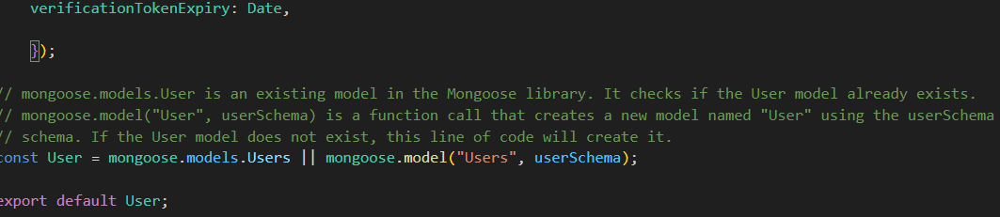 verificationTokenExpiry: Date,
});
// mongoose.models.User is an existing model in the Mongoose library. It checks if the User model already exists.
// mongoose.model("User", userSchema) is a function call that creates a new model named "User" using the userSchema
// schema. If the User model does not exist, this line of code will create it.
const User = mongoose.models.Users || mongoose.model("Users", userSchema);
export default User;